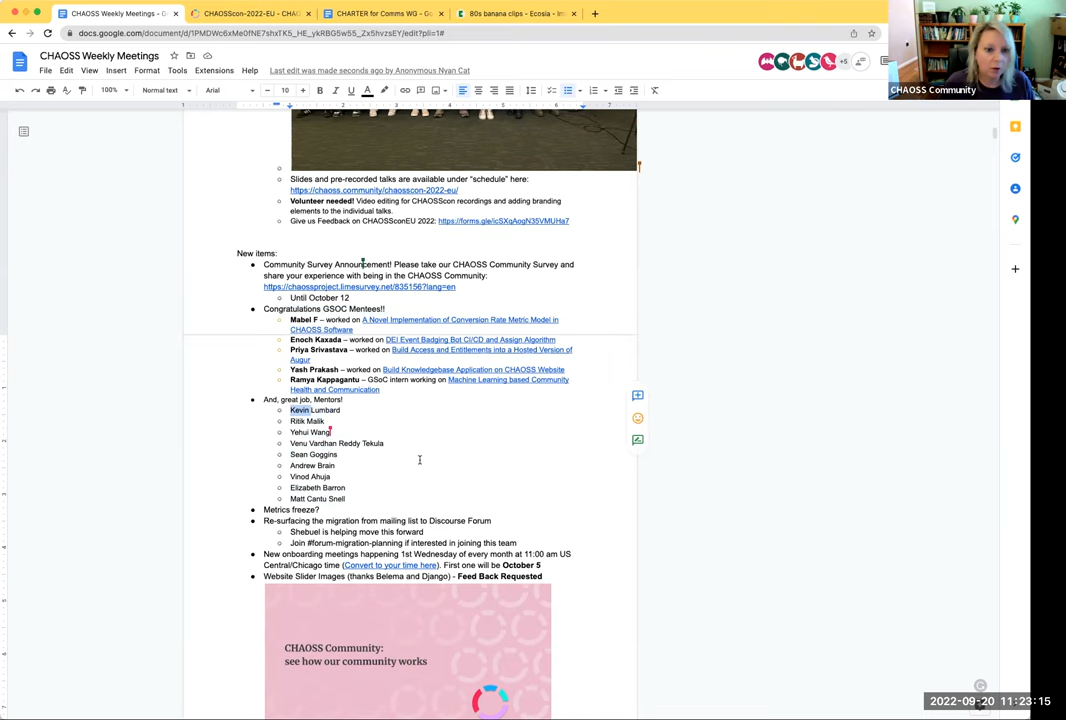 CHAOSS Weekly Meetings - G
CHAOSScon-2022-EU - CHAO
CHARTER for Comms WG - Go
80s banana clips - Ecosia - Im
docs.google.com/document/d/1PMDWc6xMe0fNE7shxTK5_HE_ykRBG5w55_Zx5hvzsEY/edit?pli=1#
CHAOSS Weekly Meetings
File Edit View Insert Format Tools Extensions Help Last edit was made seconds ago by Anonymous Nyan Cat
+5
CHAOSS Community
100% Normal text Arial 10 B I U A
Slides and pre-recorded talks are available under "schedule" here:
https://chaoss.community/chaosscon-2022-eu/
Volunteer needed! Video editing for CHAOSScon recordings and adding branding
elements to the individual talks.
Give us Feedback on CHAOSSconEU 2022: https://forms.gle/icSXqAogN35VMUHa7
New items:
Community Survey Announcement! Please take our CHAOSS Community Survey and
share your experience with being in the CHAOSS Community:
https://chaossproject.limesurvey.net/835156?lang=en
Until October 12
Congratulations GSOC Mentees!!
Mabel F – worked on A Novel Implementation of Conversion Rate Metric Model in
CHAOSS Software
Enoch Kaxada – worked on DEI Event Badging Bot CI/CD and Assign Algorithm
Priya Srivastava – worked on Build Access and Entitlements into a Hosted Version of
Augur
Yash Prakash – worked on Build Knowledgebase Application on CHAOSS Website
Ramya Kappagantu – GSoC intern working on Machine Learning based Community
Health and Communication
And, great job, Mentors!
Kevin Lumbard
Ritik Malik
Yehui Wang
Venu Vardhan Reddy Tekula
Sean Goggins
Andrew Brain
Vinod Ahuja
Elizabeth Barron
Matt Cantu Snell
Metrics freeze?
Re-surfacing the migration from mailing list to Discourse Forum
Shebuel is helping move this forward
Join #forum-migration-planning if interested in joining this team
New onboarding meetings happening 1st Wednesday of every month at 11:00 am US
Central/Chicago time (Convert to your time here). First one will be October 5
Website Slider Images (thanks Belema and Django) - Feed Back Requested
CHAOSS Community:
see how our community works
2022-09-20 11:23:15